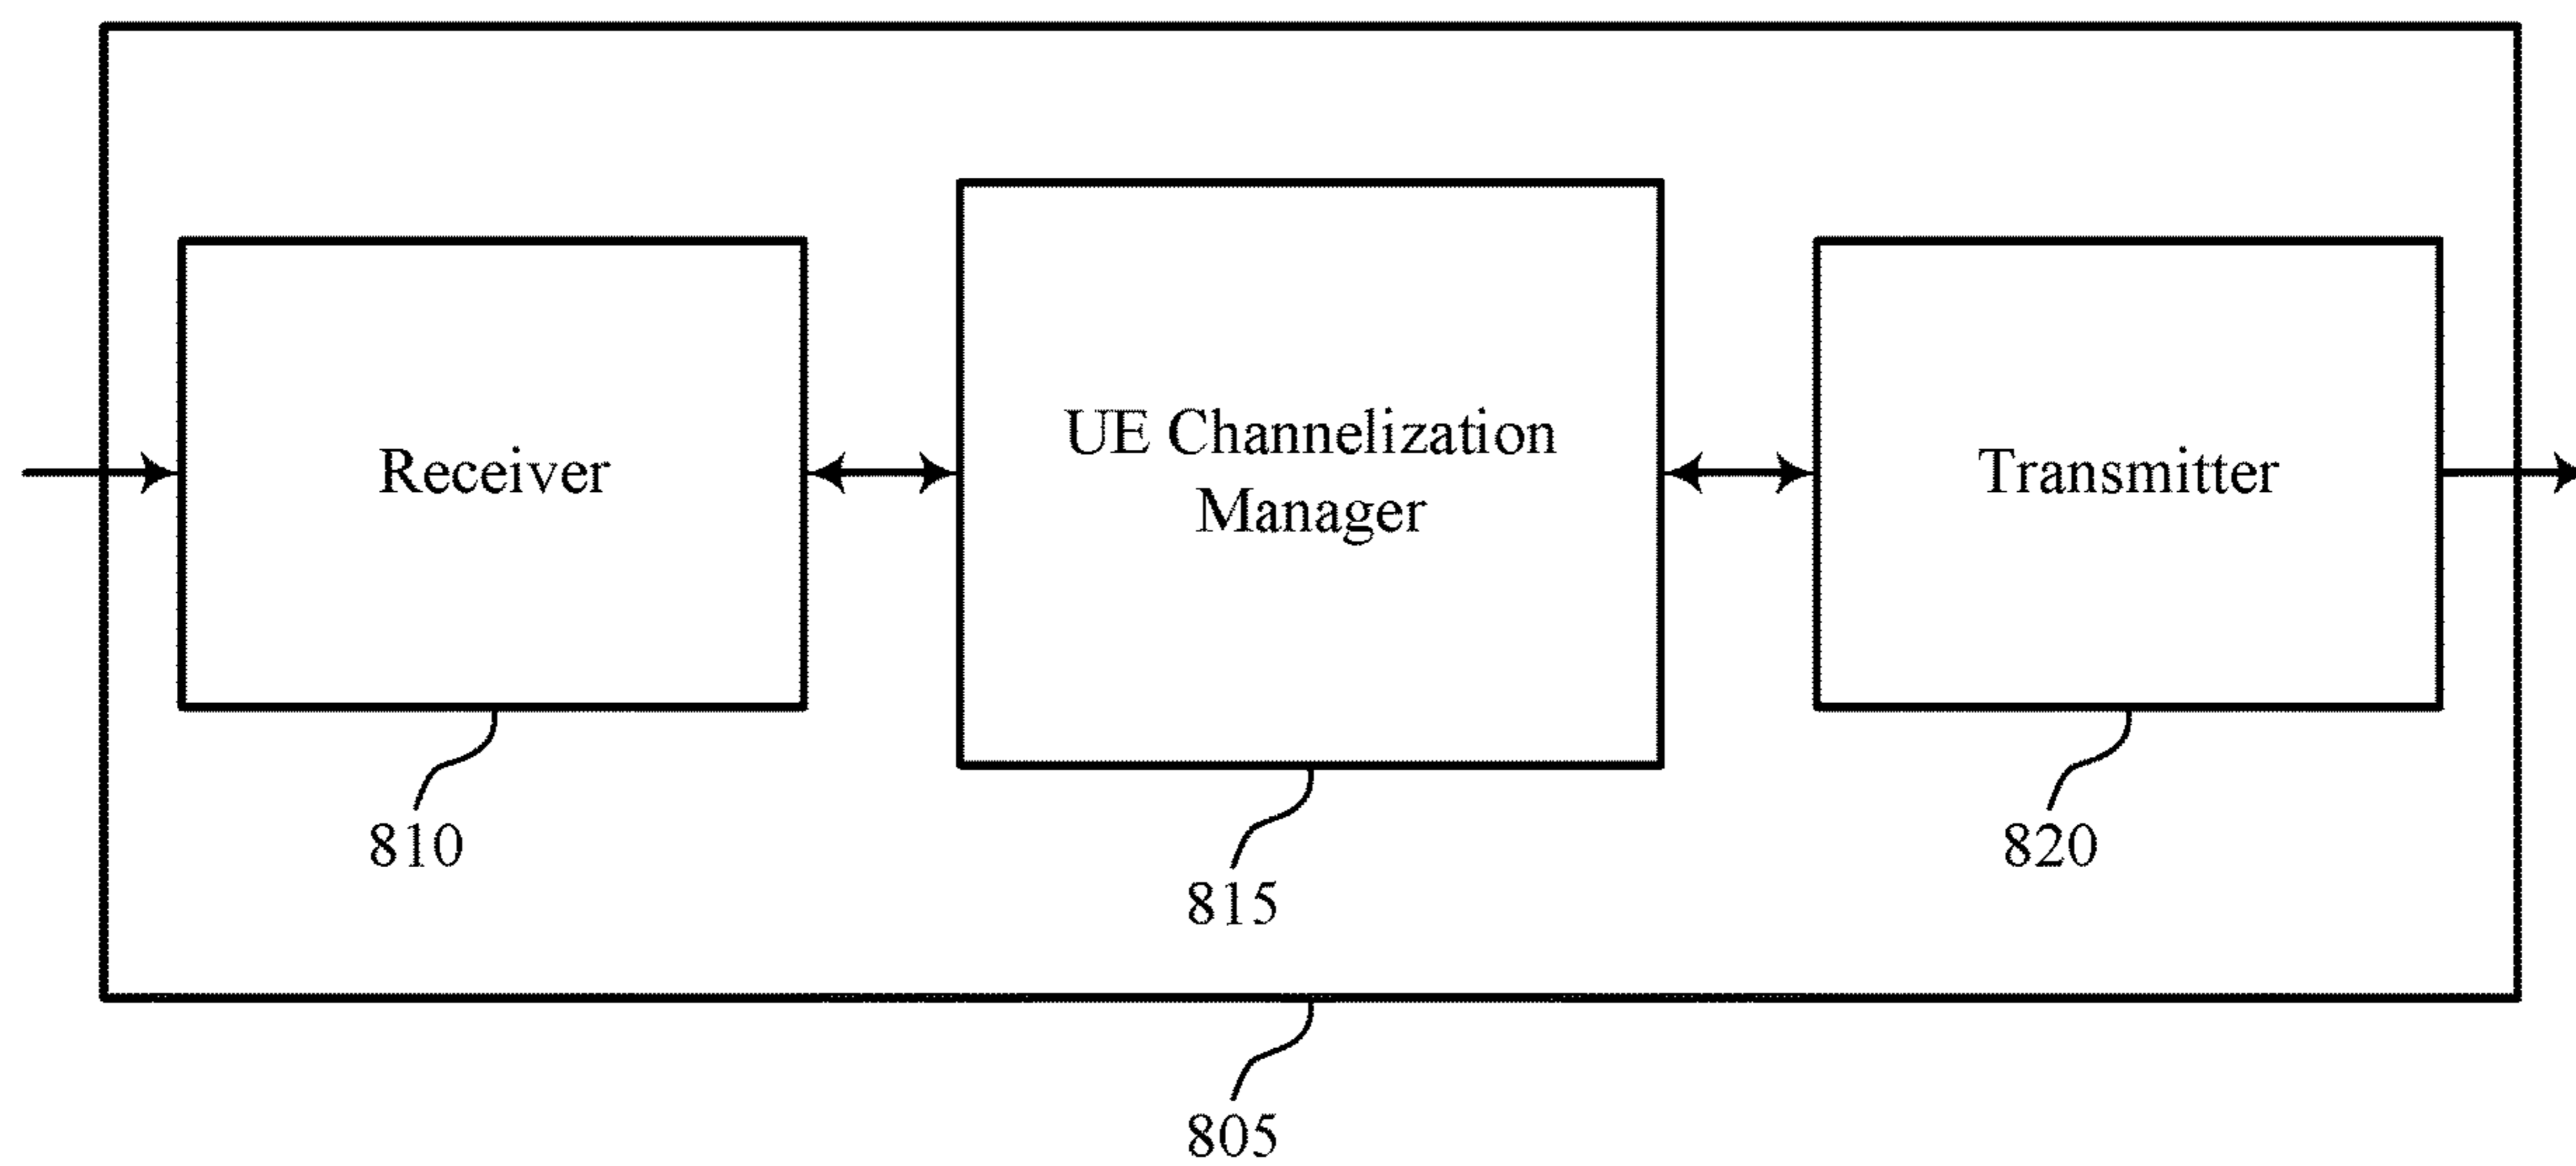 Receiver
UE Channelization
Manager
Transmitter
810
815
820
805